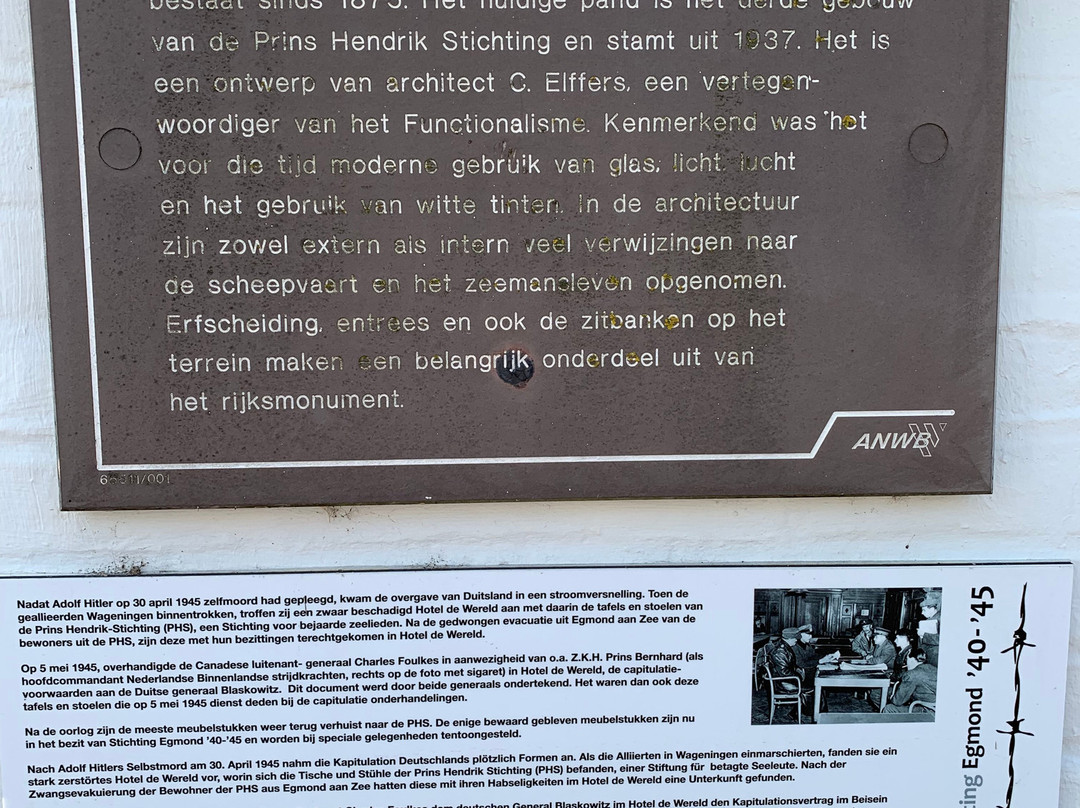 bestaat sinds 1875. Het huidige pand is het derde gebouw
van de Prins Hendrik Stichting en stamt uit 1937. Het is
een ontwerp van architect C. Elffers, een vertegen-
woordiger van het Functionalisme. Kenmerkend was het
voor die tijd moderne gebruik van glas, licht, lucht
en het gebruik van witte tinten. In de architectuur
zijn zowel extern als intern veel verwijzingen naar
de scheepvaart en het zeemansleven opgenomen.
Erfscheiding, entrees en ook de zitbanken op het
terrein maken een belangrijk onderdeel uit van
het rijksmonument.
ANWB
Nadat Adolf Hitler op 30 april 1945 zelfmoord had gepleegd, kwam de overgave van Duitsland in een stroomversnelling. Toen de
geallieerden Wageningen binnentrokken, troffen zij een zwaar beschadigd Hotel de Wereld aan met daarin de tafels en stoelen van
de Prins Hendrik-Stichting (PHS), een Stichting voor bejaarde zeelieden. Na de gedwongen evacuatie uit Egmond aan Zee van de
bewoners uit de PHS, zijn deze met hun bezittingen terechtgekomen in Hotel de Wereld.
Op 5 mei 1945, overhandigde de Canadese luitenant- generaal Charles Foulkes in aanwezigheid van o.a. Z.K.H. Prins Bernhard (als
hoofdcommandant Nederlandse Binnenlandse strijdkrachten, rechts op de foto met sigaret) in Hotel de Wereld, de capitulatie-
voorwaarden aan de Duitse generaal Blaskowitz. Dit document werd door beide generaals ondertekend. Het waren dan ook deze
tafels en stoelen die op 5 mei 1945 dienst deden bij de capitulatie onderhandelingen.
Na de oorlog zijn de meeste meubelstukken weer terug verhuist naar de PHS. De enige bewaard gebleven meubelstukken zijn nu
in het bezit van Stichting Egmond '40-'45 en worden bij speciale gelegenheden tentoongesteld.
Nach Adolf Hitlers Selbstmord am 30. April 1945 nahm die Kapitulation Deutschlands plötzlich Formen an. Als die Alliierten in Wageningen einmarschierten, fanden sie ein
stark zerstörtes Hotel de Wereld vor, worin sich die Tische und Stühle der Prins Hendrik Stichting (PHS) befanden, einer Stiftung für betagte Seeleute. Nach der
Zwangsevakuierung der Bewohner der PHS aus Egmond aan Zee hatten diese mit ihren Habseligkeiten im Hotel de Wereld eine Unterkunft gefunden.
dem deutschen General Blaskowitz im Hotel de Wereld den Kapitulationsvertrag im Beisein
Egmond '40-'45